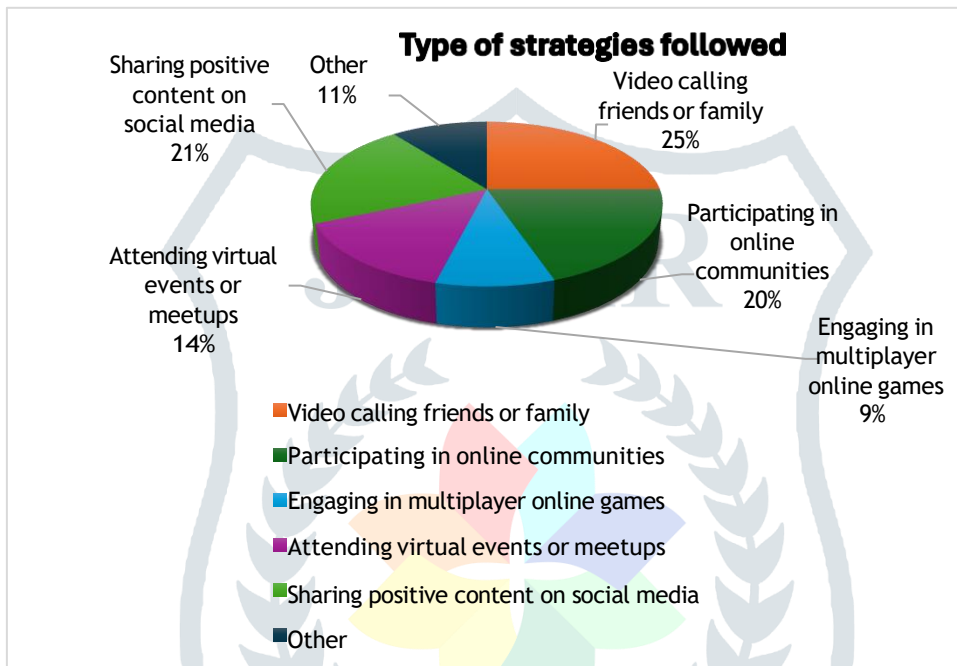 Type of strategies followed
Sharing positive
content on
social media
21%
Other
11%
Video calling
friends or family
25%
Participating in
online
communities
20%
Attending virtual
events or
meetups
14%
Engaging in
multiplayer
online games
9%
Video calling friends or family
Participating in online communities
Engaging in multiplayer online games
Attending virtual events or meetups
Sharing positive content on social media
Other